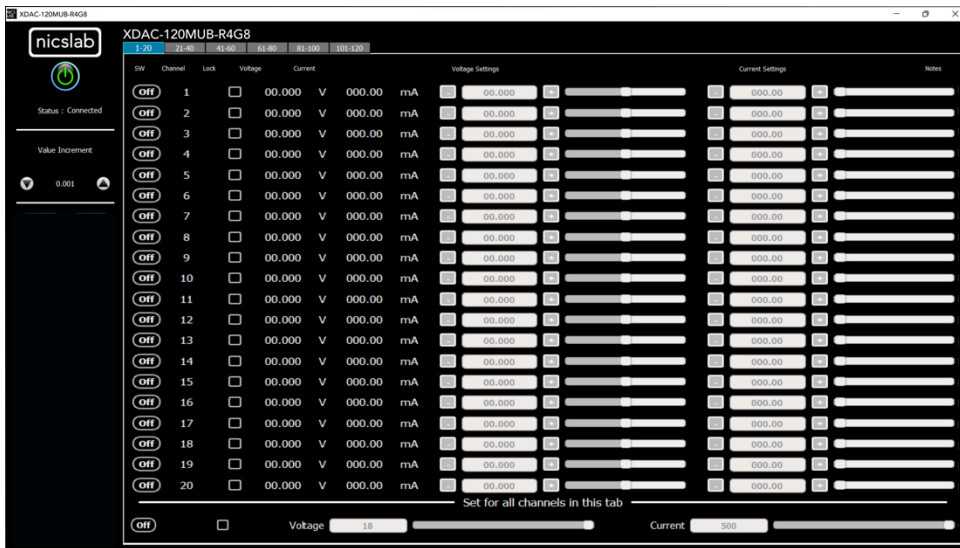 XDAC-120MUB-R4G8
nicslab
Status : Connected
Value Increment
0.001
XDAC-120MUB-R4G8
1-20 21-40 41-60 61-80 81-100 101-120
SW Channel Lock Voltage Current Voltage Settings Current Settings Notes
Off 1 00.000 V 000.00 mA - 00.000 + - 000.00 +
Off 2 00.000 V 000.00 mA - 00.000 + - 000.00 +
Off 3 00.000 V 000.00 mA - 00.000 + - 000.00 +
Off 4 00.000 V 000.00 mA - 00.000 + - 000.00 +
Off 5 00.000 V 000.00 mA - 00.000 + - 000.00 +
Off 6 00.000 V 000.00 mA - 00.000 + - 000.00 +
Off 7 00.000 V 000.00 mA - 00.000 + - 000.00 +
Off 8 00.000 V 000.00 mA - 00.000 + - 000.00 +
Off 9 00.000 V 000.00 mA - 00.000 + - 000.00 +
Off 10 00.000 V 000.00 mA - 00.000 + - 000.00 +
Off 11 00.000 V 000.00 mA - 00.000 + - 000.00 +
Off 12 00.000 V 000.00 mA - 00.000 + - 000.00 +
Off 13 00.000 V 000.00 mA - 00.000 + - 000.00 +
Off 14 00.000 V 000.00 mA - 00.000 + - 000.00 +
Off 15 00.000 V 000.00 mA - 00.000 + - 000.00 +
Off 16 00.000 V 000.00 mA - 00.000 + - 000.00 +
Off 17 00.000 V 000.00 mA - 00.000 + - 000.00 +
Off 18 00.000 V 000.00 mA - 00.000 + - 000.00 +
Off 19 00.000 V 000.00 mA - 00.000 + - 000.00 +
Off 20 00.000 V 000.00 mA - 00.000 + - 000.00 +
Set for all channels in this tab
Off Voltage 18 Current 500